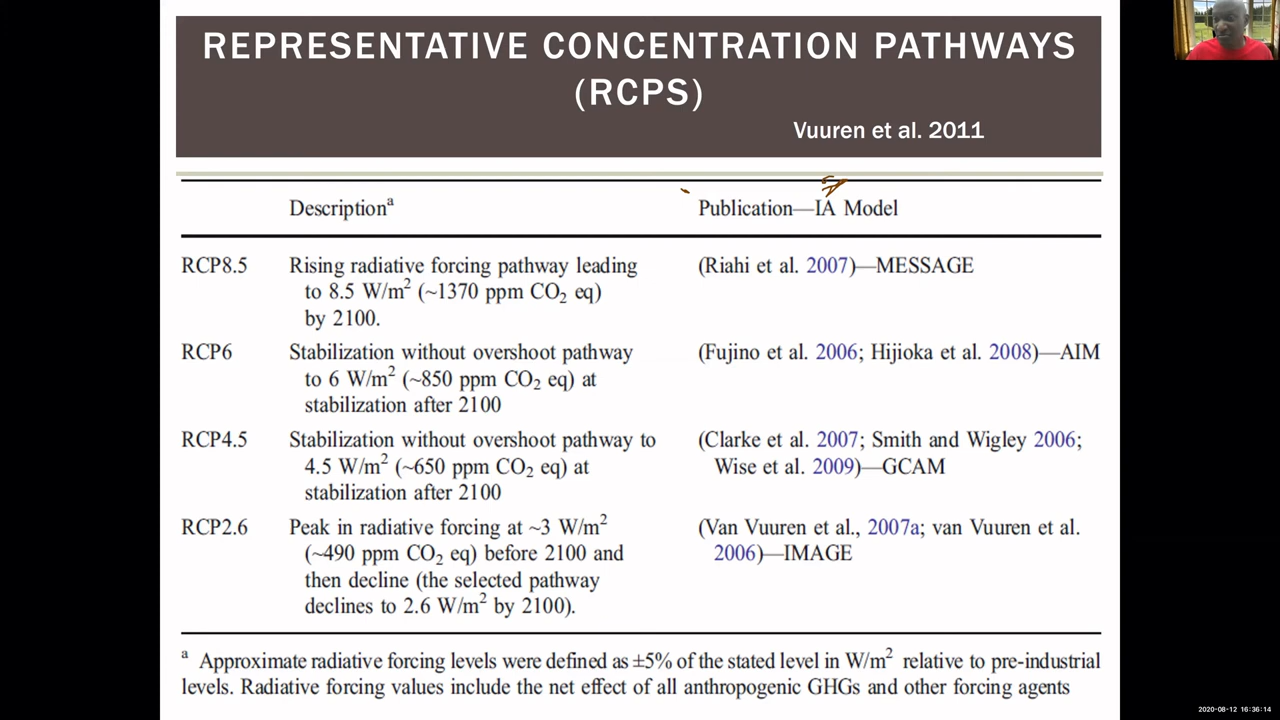 REPRESENTATIVE CONCENTRATION PATHWAYS
(RCPS)
Vuuren et al. 2011
Descriptionᵃ Publication—IA Model
RCP8.5 Rising radiative forcing pathway leading (Riahi et al. 2007)—MESSAGE
to 8.5 W/m² (~1370 ppm CO₂ eq)
by 2100.
RCP6 Stabilization without overshoot pathway (Fujino et al. 2006; Hijioka et al. 2008)—AIM
to 6 W/m² (~850 ppm CO₂ eq) at
stabilization after 2100
RCP4.5 Stabilization without overshoot pathway to (Clarke et al. 2007; Smith and Wigley 2006;
4.5 W/m² (~650 ppm CO₂ eq) at Wise et al. 2009)—GCAM
stabilization after 2100
RCP2.6 Peak in radiative forcing at ~3 W/m² (Van Vuuren et al., 2007a; van Vuuren et al.
(~490 ppm CO₂ eq) before 2100 and 2006)—IMAGE
then decline (the selected pathway
declines to 2.6 W/m² by 2100).
ᵃ Approximate radiative forcing levels were defined as ±5% of the stated level in W/m² relative to pre-industrial
levels. Radiative forcing values include the net effect of all anthropogenic GHGs and other forcing agents
2020-08-12 16:36:14